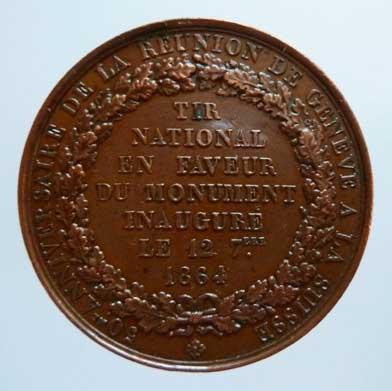 50ᴱ ANNIVERSAIRE DE LA REUNION DE GENEVE A LA SUISSE
TIR
NATIONAL
EN FAVEUR
DU MONUMENT
INAUGURÉ
LE 12 7ᴮᴿᴱ.
1864